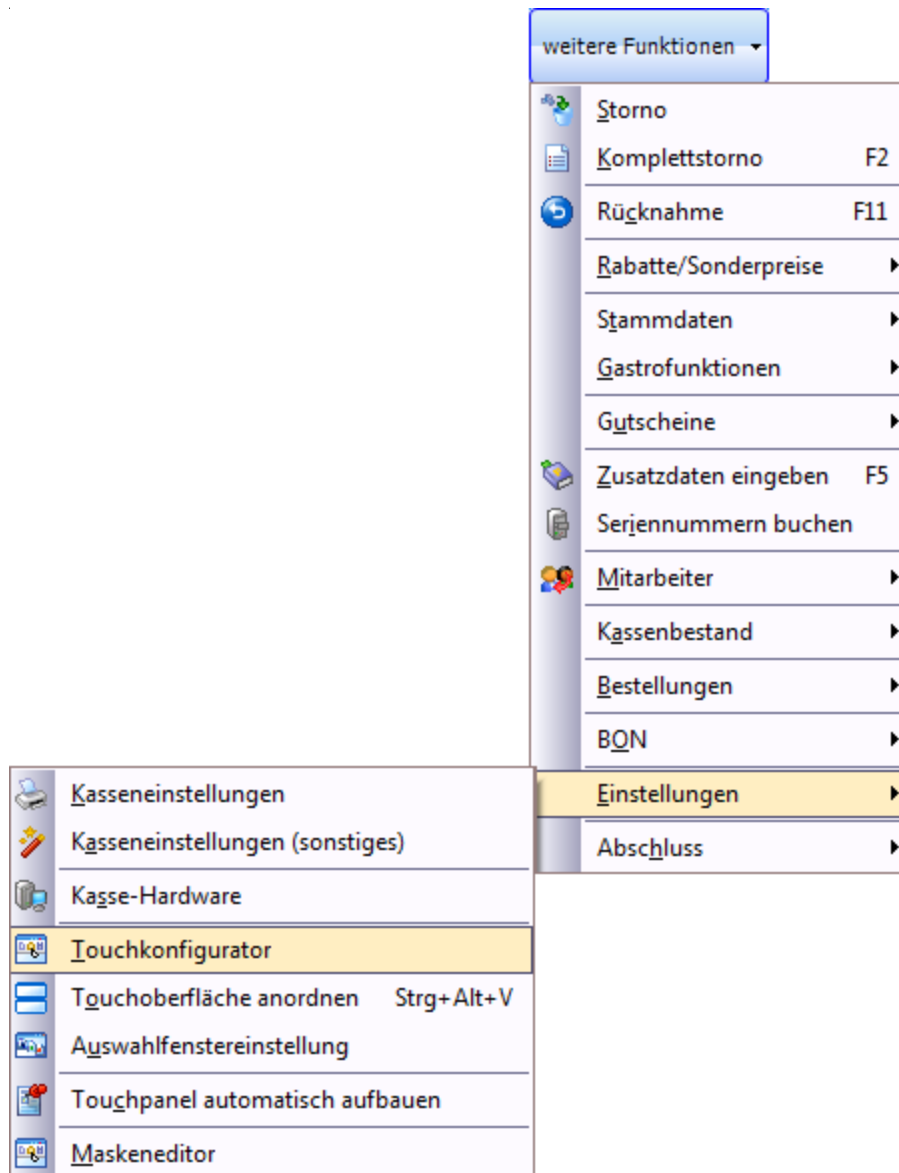 weitere Funktionen
Storno
Komplettstorno F2
Rücknahme F11
Rabatte/Sonderpreise
Stammdaten
Gastrofunktionen
Gutscheine
Zusatzdaten eingeben F5
Seriennummern buchen
Mitarbeiter
Kassenbestand
Bestellungen
BON
Einstellungen
Abschluss
Kasseneinstellungen
Kasseneinstellungen (sonstiges)
Kasse-Hardware
Touchkonfigurator
Touchoberfläche anordnen Strg+Alt+V
Auswahlfenstereinstellung
Touchpanel automatisch aufbauen
Maskeneditor